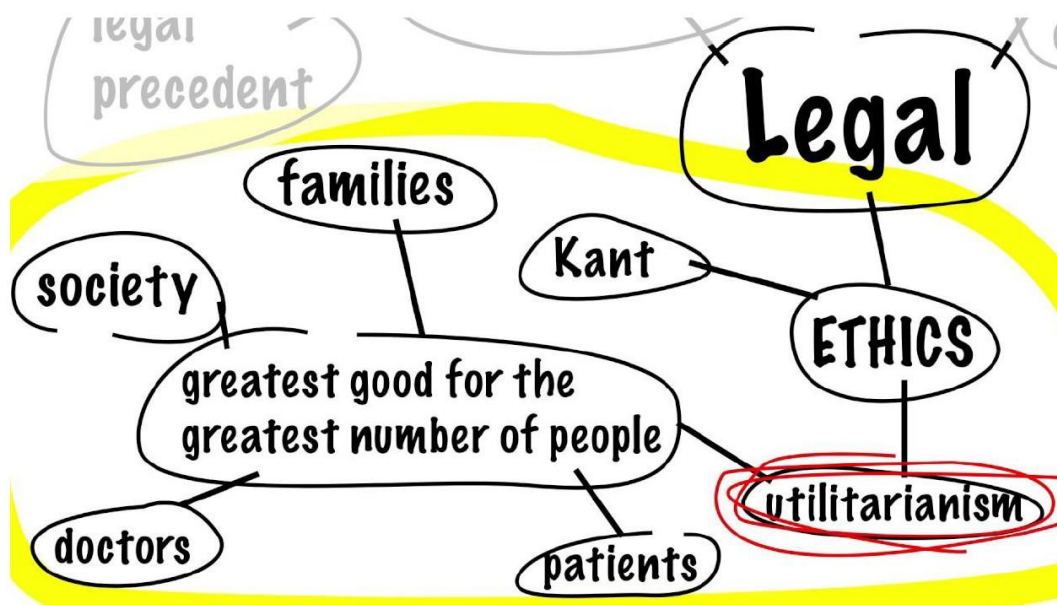 legal
precedent
Legal
families
Kant
society
ETHICS
greatest good for the
greatest number of people
utilitarianism
doctors
patients